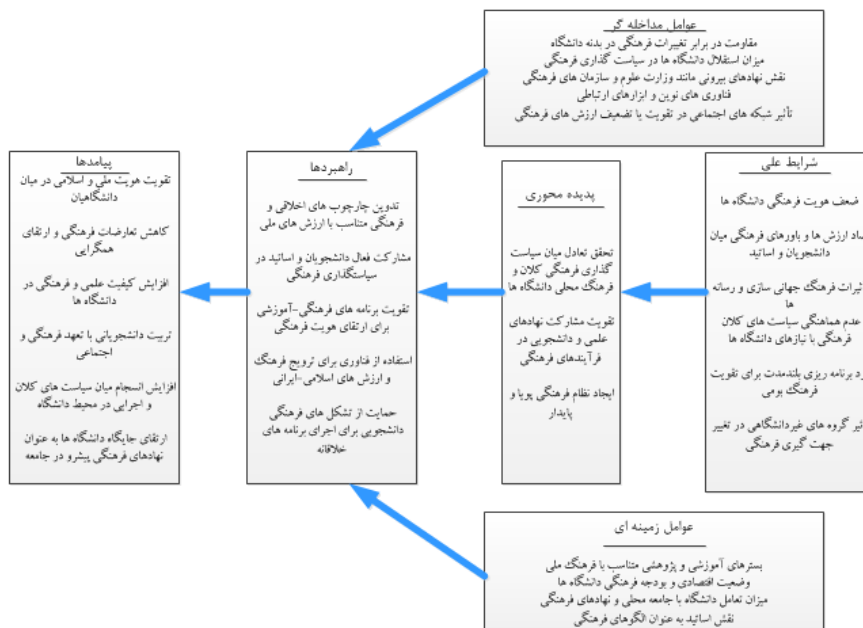 عوامل مداخله گر
مقاومت در برابر تغییرات فرهنگی در بدنه دانشگاه
میزان استقلال دانشگاه ها در سیاست گذاری فرهنگی
نقش نهادهای بیرونی مانند وزارت علوم و سازمان های فرهنگی
فناوری های نوین و ابزارهای ارتباطی
تأثیر شبکه های اجتماعی در تقویت یا تضعیف ارزش های فرهنگی
شرایط علی
ضعف هویت فرهنگی دانشگاه ها
ارزش ها و باورهای فرهنگی میان
دانشجویان و اساتید
فرهنگ جهانی سازی و رسانه
ها
عدم هماهنگی سیاست های کلان
فرهنگی با نیازهای دانشگاه ها
برنامه ریزی بلندمدت برای تقویت
فرهنگ بومی
گروه های غیردانشگاهی در تغییر
جهت گیری فرهنگی
پدیده محوری
تحقق تعادل میان سیاست
گذاری فرهنگی کلان و
فرهنگ محلی دانشگاه ها
تقویت مشارکت نهادهای
علمی و دانشجویی در
فرآیندهای فرهنگی
ایجاد نظام فرهنگی پویا و
پایدار
راهبردها
تدوین چارچوب های اخلاقی و
فرهنگی متناسب با ارزش های ملی
مشارکت فعال دانشجویان و اساتید در
سیاستگذاری فرهنگی
تقویت برنامه های فرهنگی-آموزشی
برای ارتقای هویت فرهنگی
استفاده از فناوری برای ترویج فرهنگ
و ارزش های اسلامی-ایرانی
حمایت از تشکل های فرهنگی
دانشجویی برای اجرای برنامه های
خلاقانه
پیامدها
تقویت هویت ملی و اسلامی در میان
دانشگاهیان
کاهش تعارضات فرهنگی و ارتقای
همگرایی
افزایش کیفیت علمی و فرهنگی در
دانشگاه ها
تربیت دانشجویانی با تعهد فرهنگی و
اجتماعی
افزایش انسجام میان سیاست های کلان
و اجرایی در محیط دانشگاه
ارتقای جایگاه دانشگاه ها به عنوان
نهادهای فرهنگی پیشرو در جامعه
عوامل زمینه ای
بسترهای آموزشی و پژوهشی متناسب با فرهنگ ملی
وضعیت اقتصادی و بودجه فرهنگی دانشگاه ها
میزان تعامل دانشگاه با جامعه محلی و نهادهای فرهنگی
نقش اساتید به عنوان الگوهای فرهنگی